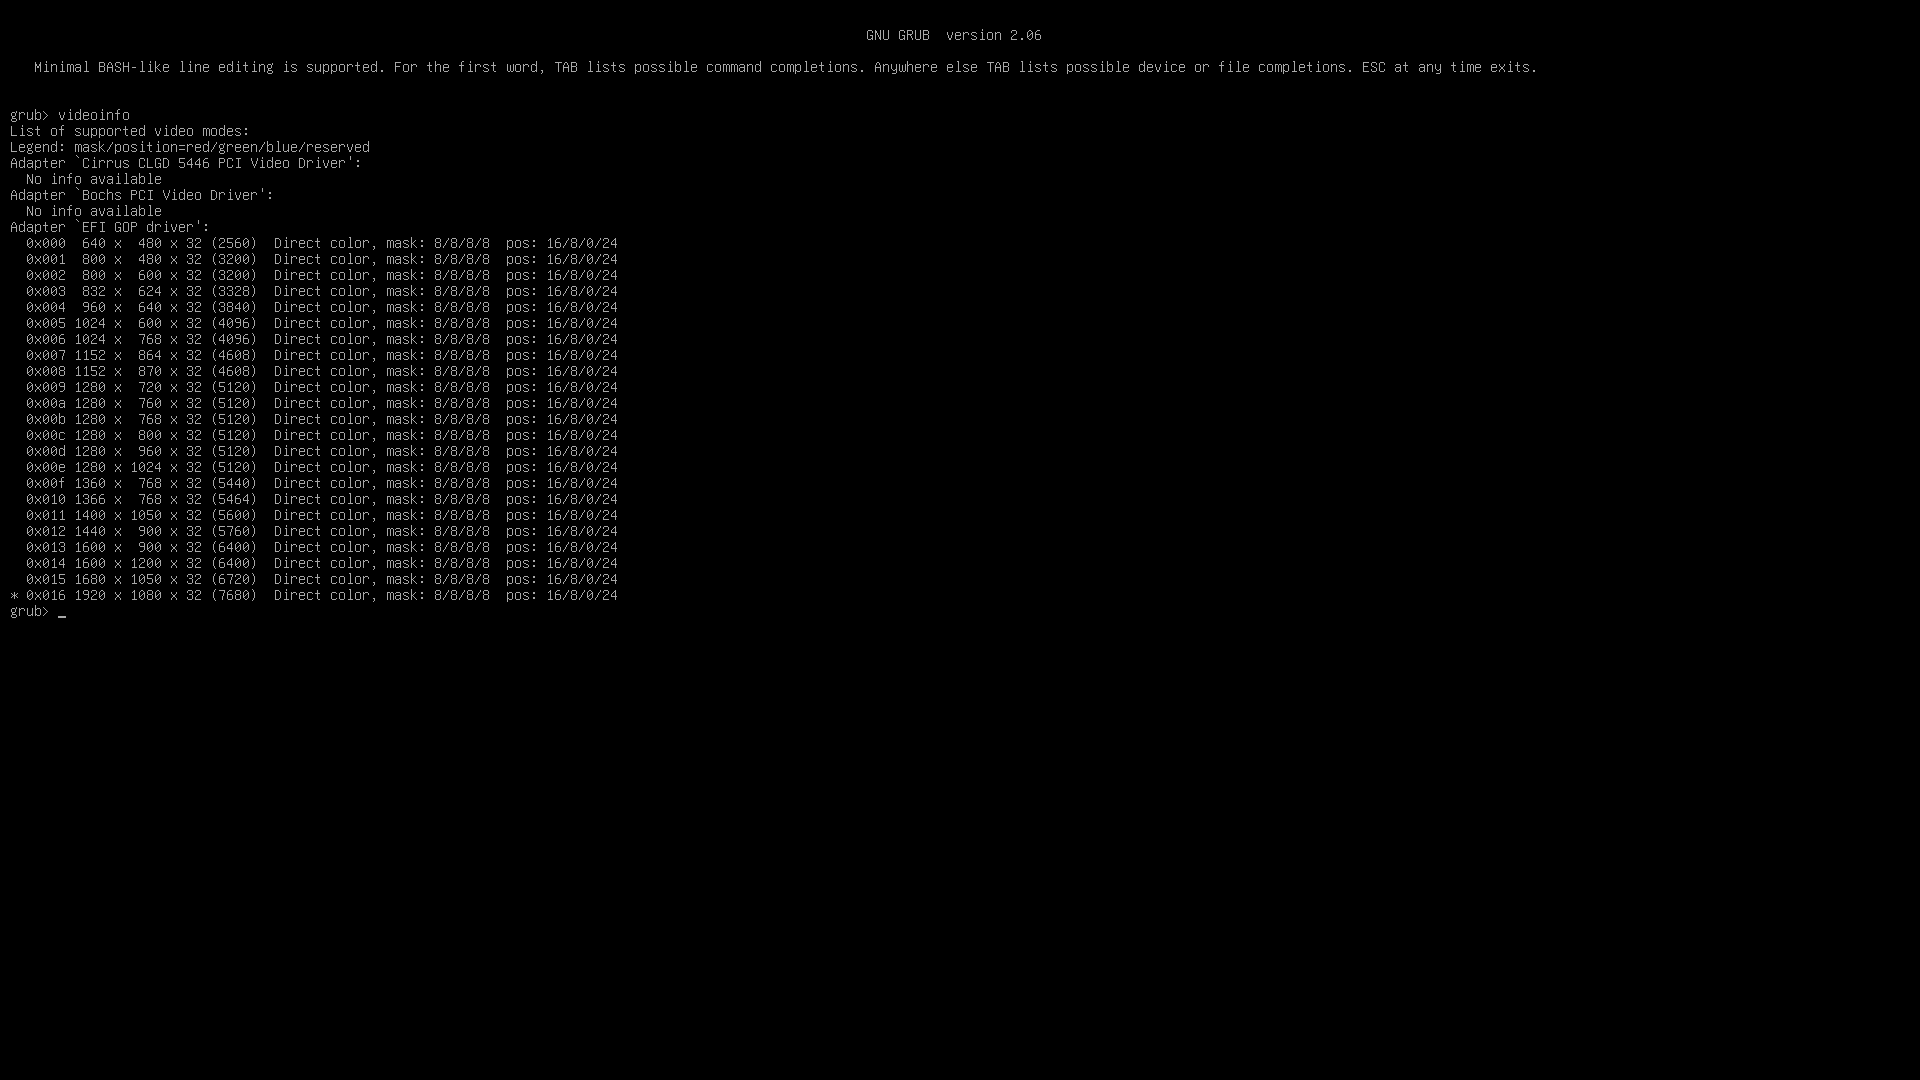 GNU GRUB  version 2.06
Minimal BASH-like line editing is supported. For the first word, TAB lists possible command completions. Anywhere else TAB lists possible device or file completions. ESC at any time exits.
grub> videoinfo
List of supported video modes:
Legend: mask/position=red/green/blue/reserved
Adapter `Cirrus CLGD 5446 PCI Video Driver':
  No info available
Adapter `Bochs PCI Video Driver':
  No info available
Adapter `EFI GOP driver':
  0x000  640 x  480 x 32 (2560)  Direct color, mask: 8/8/8/8  pos: 16/8/0/24
  0x001  800 x  480 x 32 (3200)  Direct color, mask: 8/8/8/8  pos: 16/8/0/24
  0x002  800 x  600 x 32 (3200)  Direct color, mask: 8/8/8/8  pos: 16/8/0/24
  0x003  832 x  624 x 32 (3328)  Direct color, mask: 8/8/8/8  pos: 16/8/0/24
  0x004  960 x  640 x 32 (3840)  Direct color, mask: 8/8/8/8  pos: 16/8/0/24
  0x005 1024 x  600 x 32 (4096)  Direct color, mask: 8/8/8/8  pos: 16/8/0/24
  0x006 1024 x  768 x 32 (4096)  Direct color, mask: 8/8/8/8  pos: 16/8/0/24
  0x007 1152 x  864 x 32 (4608)  Direct color, mask: 8/8/8/8  pos: 16/8/0/24
  0x008 1152 x  870 x 32 (4608)  Direct color, mask: 8/8/8/8  pos: 16/8/0/24
  0x009 1280 x  720 x 32 (5120)  Direct color, mask: 8/8/8/8  pos: 16/8/0/24
  0x00a 1280 x  760 x 32 (5120)  Direct color, mask: 8/8/8/8  pos: 16/8/0/24
  0x00b 1280 x  768 x 32 (5120)  Direct color, mask: 8/8/8/8  pos: 16/8/0/24
  0x00c 1280 x  800 x 32 (5120)  Direct color, mask: 8/8/8/8  pos: 16/8/0/24
  0x00d 1280 x  960 x 32 (5120)  Direct color, mask: 8/8/8/8  pos: 16/8/0/24
  0x00e 1280 x 1024 x 32 (5120)  Direct color, mask: 8/8/8/8  pos: 16/8/0/24
  0x00f 1360 x  768 x 32 (5440)  Direct color, mask: 8/8/8/8  pos: 16/8/0/24
  0x010 1366 x  768 x 32 (5464)  Direct color, mask: 8/8/8/8  pos: 16/8/0/24
  0x011 1400 x 1050 x 32 (5600)  Direct color, mask: 8/8/8/8  pos: 16/8/0/24
  0x012 1440 x  900 x 32 (5760)  Direct color, mask: 8/8/8/8  pos: 16/8/0/24
  0x013 1600 x  900 x 32 (6400)  Direct color, mask: 8/8/8/8  pos: 16/8/0/24
  0x014 1600 x 1200 x 32 (6400)  Direct color, mask: 8/8/8/8  pos: 16/8/0/24
  0x015 1680 x 1050 x 32 (6720)  Direct color, mask: 8/8/8/8  pos: 16/8/0/24
* 0x016 1920 x 1080 x 32 (7680)  Direct color, mask: 8/8/8/8  pos: 16/8/0/24
grub> _